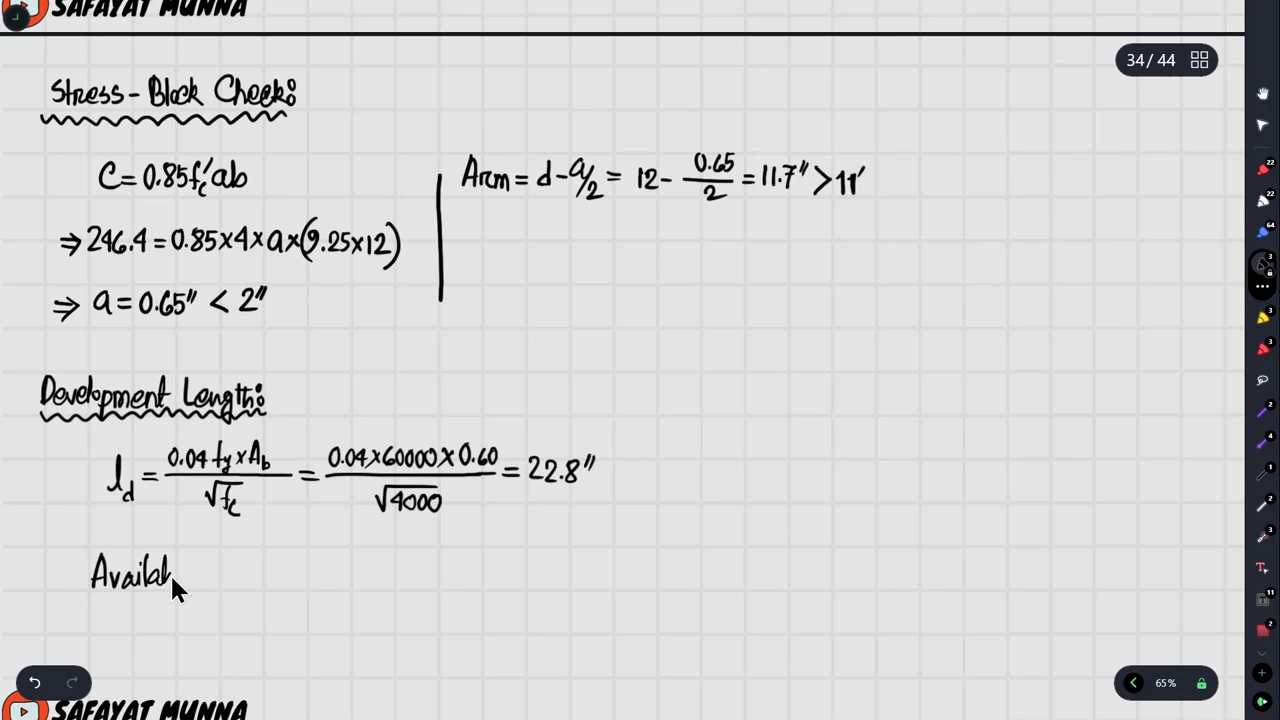 SAFAYAT MUNNA
34 / 44
Stress - Block Check:
C = 0.85f'c ab
⇒ 246.4 = 0.85×4×a×(9.25×12)
⇒ a = 0.65" < 2"
Arm = d - a/2 = 12 - 0.65/2 = 11.7" > 11"
Development Length:
ld = 0.04 fy × Ab / √f'c = 0.04×60000×0.60 / √4000 = 22.8"
Availab
65%
SAFAYAT MUNNA